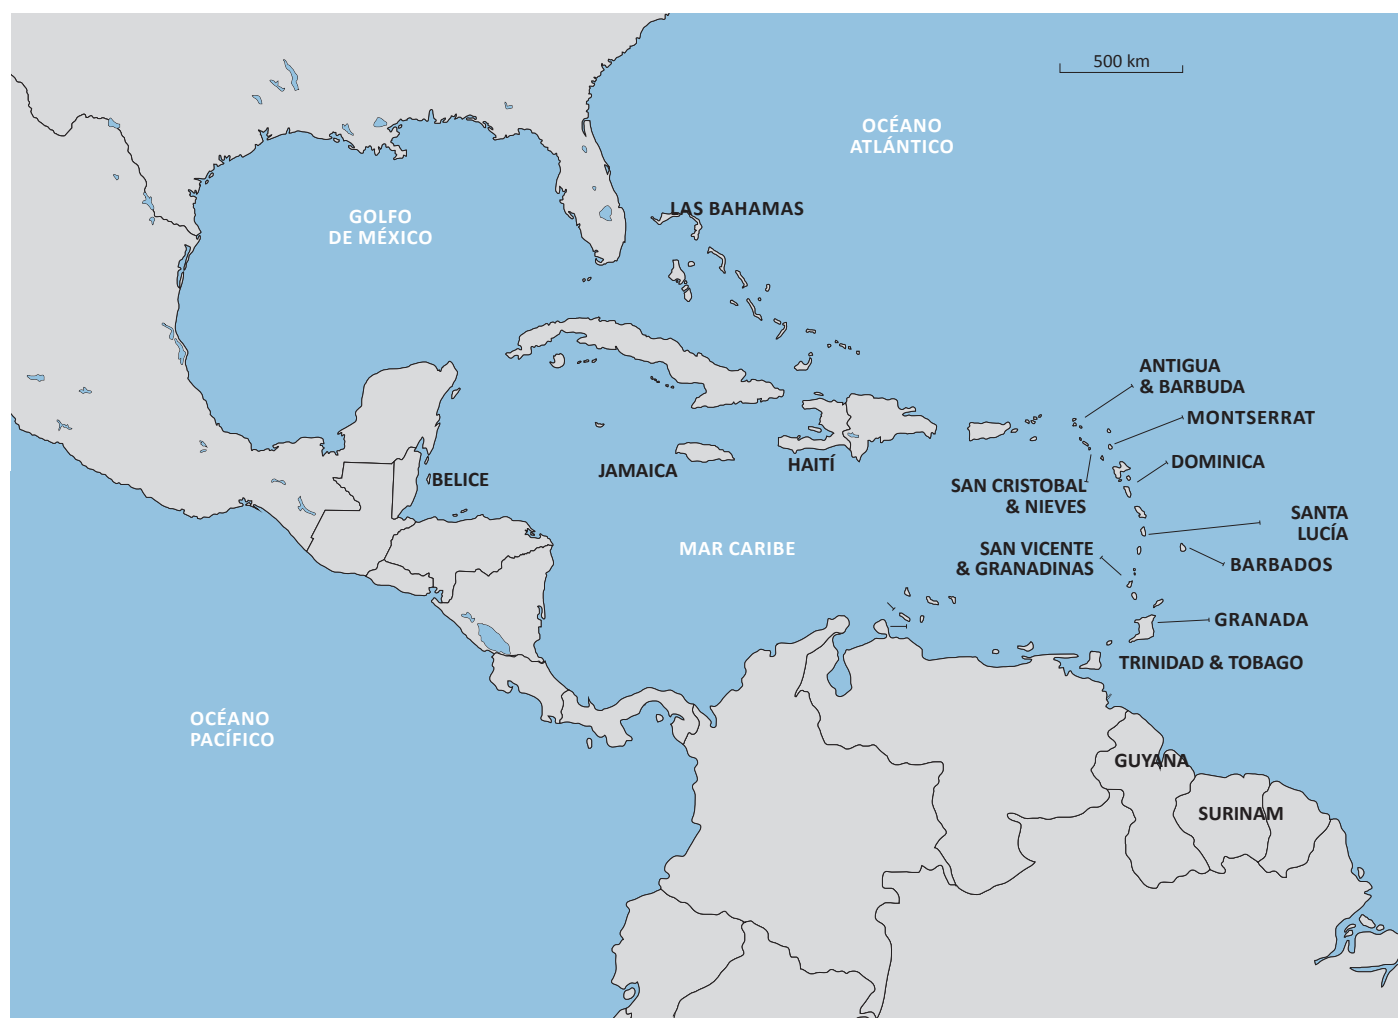 500 km
OCÉANO
ATLÁNTICO
LAS BAHAMAS
GOLFO
DE MÉXICO
ANTIGUA
& BARBUDA
MONTSERRAT
DOMINICA
JAMAICA
HAITÍ
BELICE
SAN CRISTOBAL
& NIEVES
SANTA
LUCÍA
MAR CARIBE
SAN VICENTE
& GRANADINAS
BARBADOS
GRANADA
TRINIDAD & TOBAGO
OCÉANO
PACÍFICO
GUYANA
SURINAM